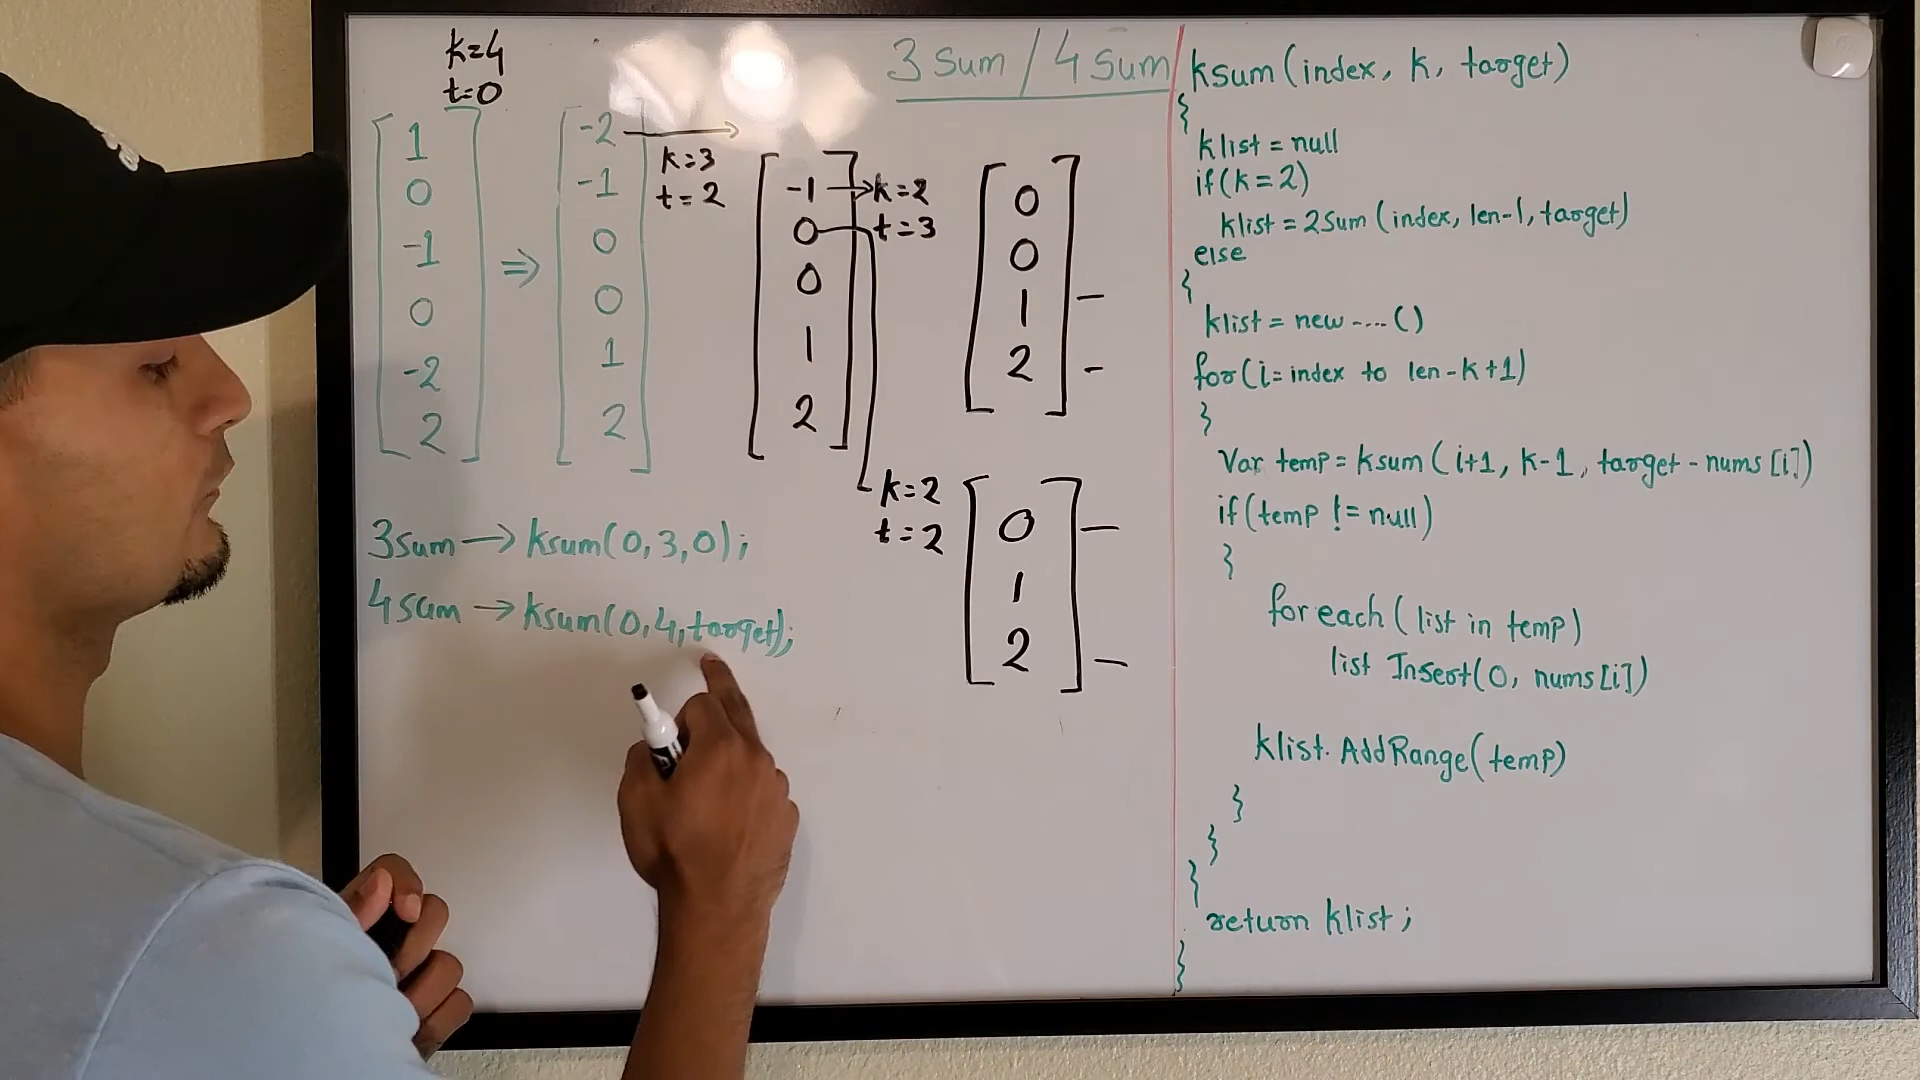 3 sum / 4 sum
k=4
t=0
1
0
-1
0
-2
2
⇒
-2
-1
0
0
1
2
k=3
t=2
-1
0
0
1
2
k=2
t=3
0
0
1
2
k=2
t=2
0
1
2
3sum → ksum(0,3,0);
4sum → ksum(0,4,target);
ksum(index, k, target)
{
klist = null
if(k=2)
klist = 2sum(index, len-1, target)
else
{
klist = new ....()
for(i=index to len-k+1)
{
Var temp = ksum(i+1, k-1, target-nums[i])
if(temp != null)
{
foreach(list in temp)
list Insert(0, nums[i])
klist.AddRange(temp)
}
}
}
return klist;
}